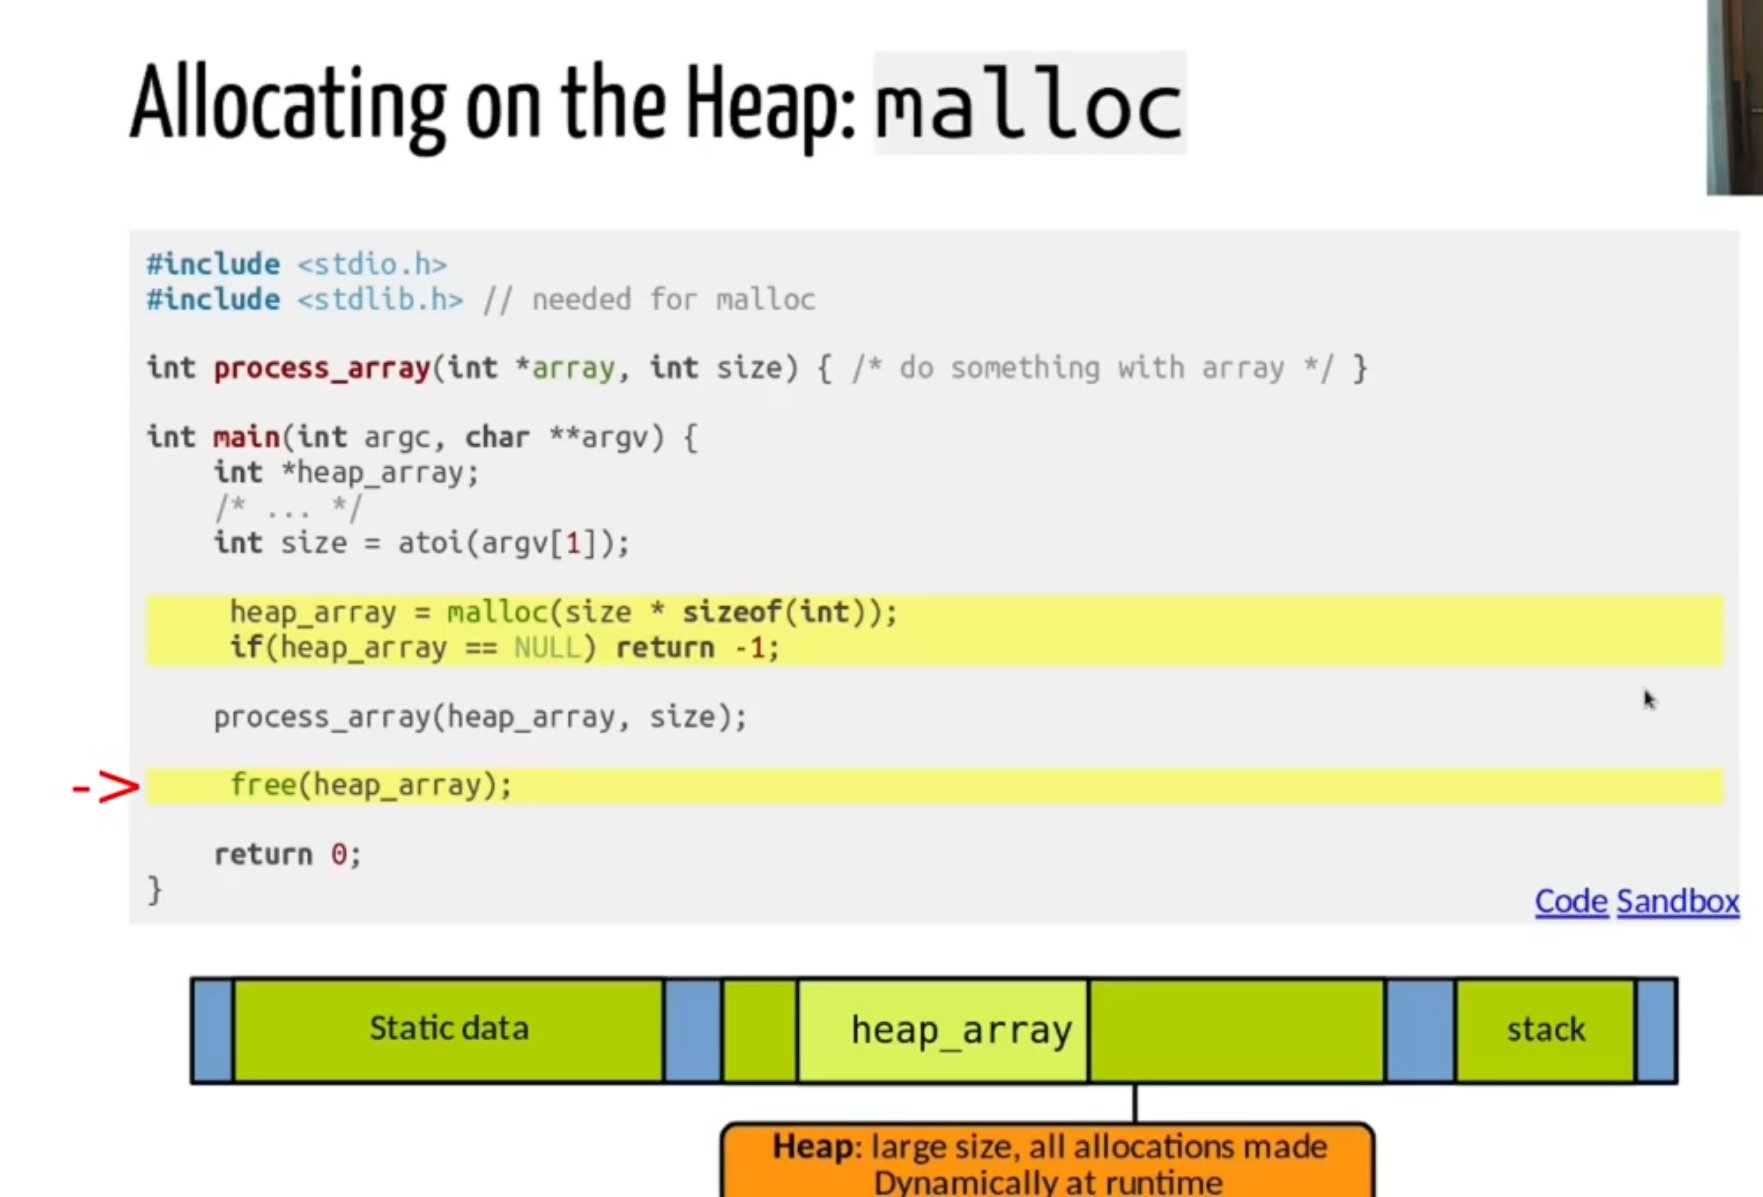 Allocating on the Heap: malloc
#include <stdio.h>
#include <stdlib.h> // needed for malloc
int process_array(int *array, int size) { /* do something with array */ }
int main(int argc, char **argv) {
int *heap_array;
/* ... */
int size = atoi(argv[1]);
heap_array = malloc(size * sizeof(int));
if(heap_array == NULL) return -1;
process_array(heap_array, size);
-> free(heap_array);
return 0;
}
Code Sandbox
Static data heap_array stack
Heap: large size, all allocations made
Dynamically at runtime